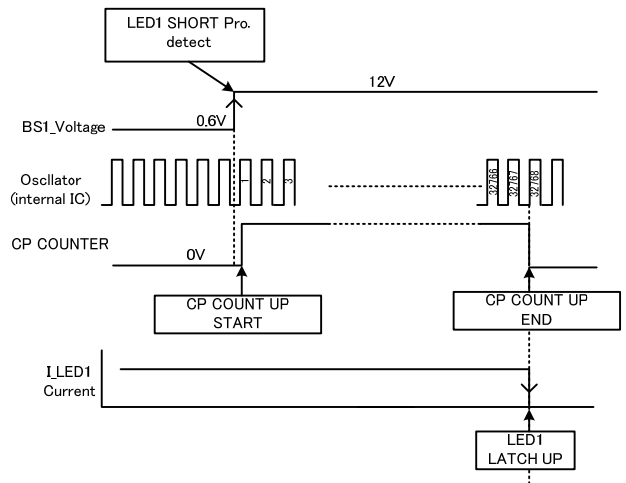 LED1 SHORT Pro.
detect
12V
0.6V
BS1_Voltage
Oscllator
(internal IC)
1
2
3
32766
32767
32768
CP COUNTER
0V
CP COUNT UP
START
CP COUNT UP
END
I_LED1
Current
LED1
LATCH UP